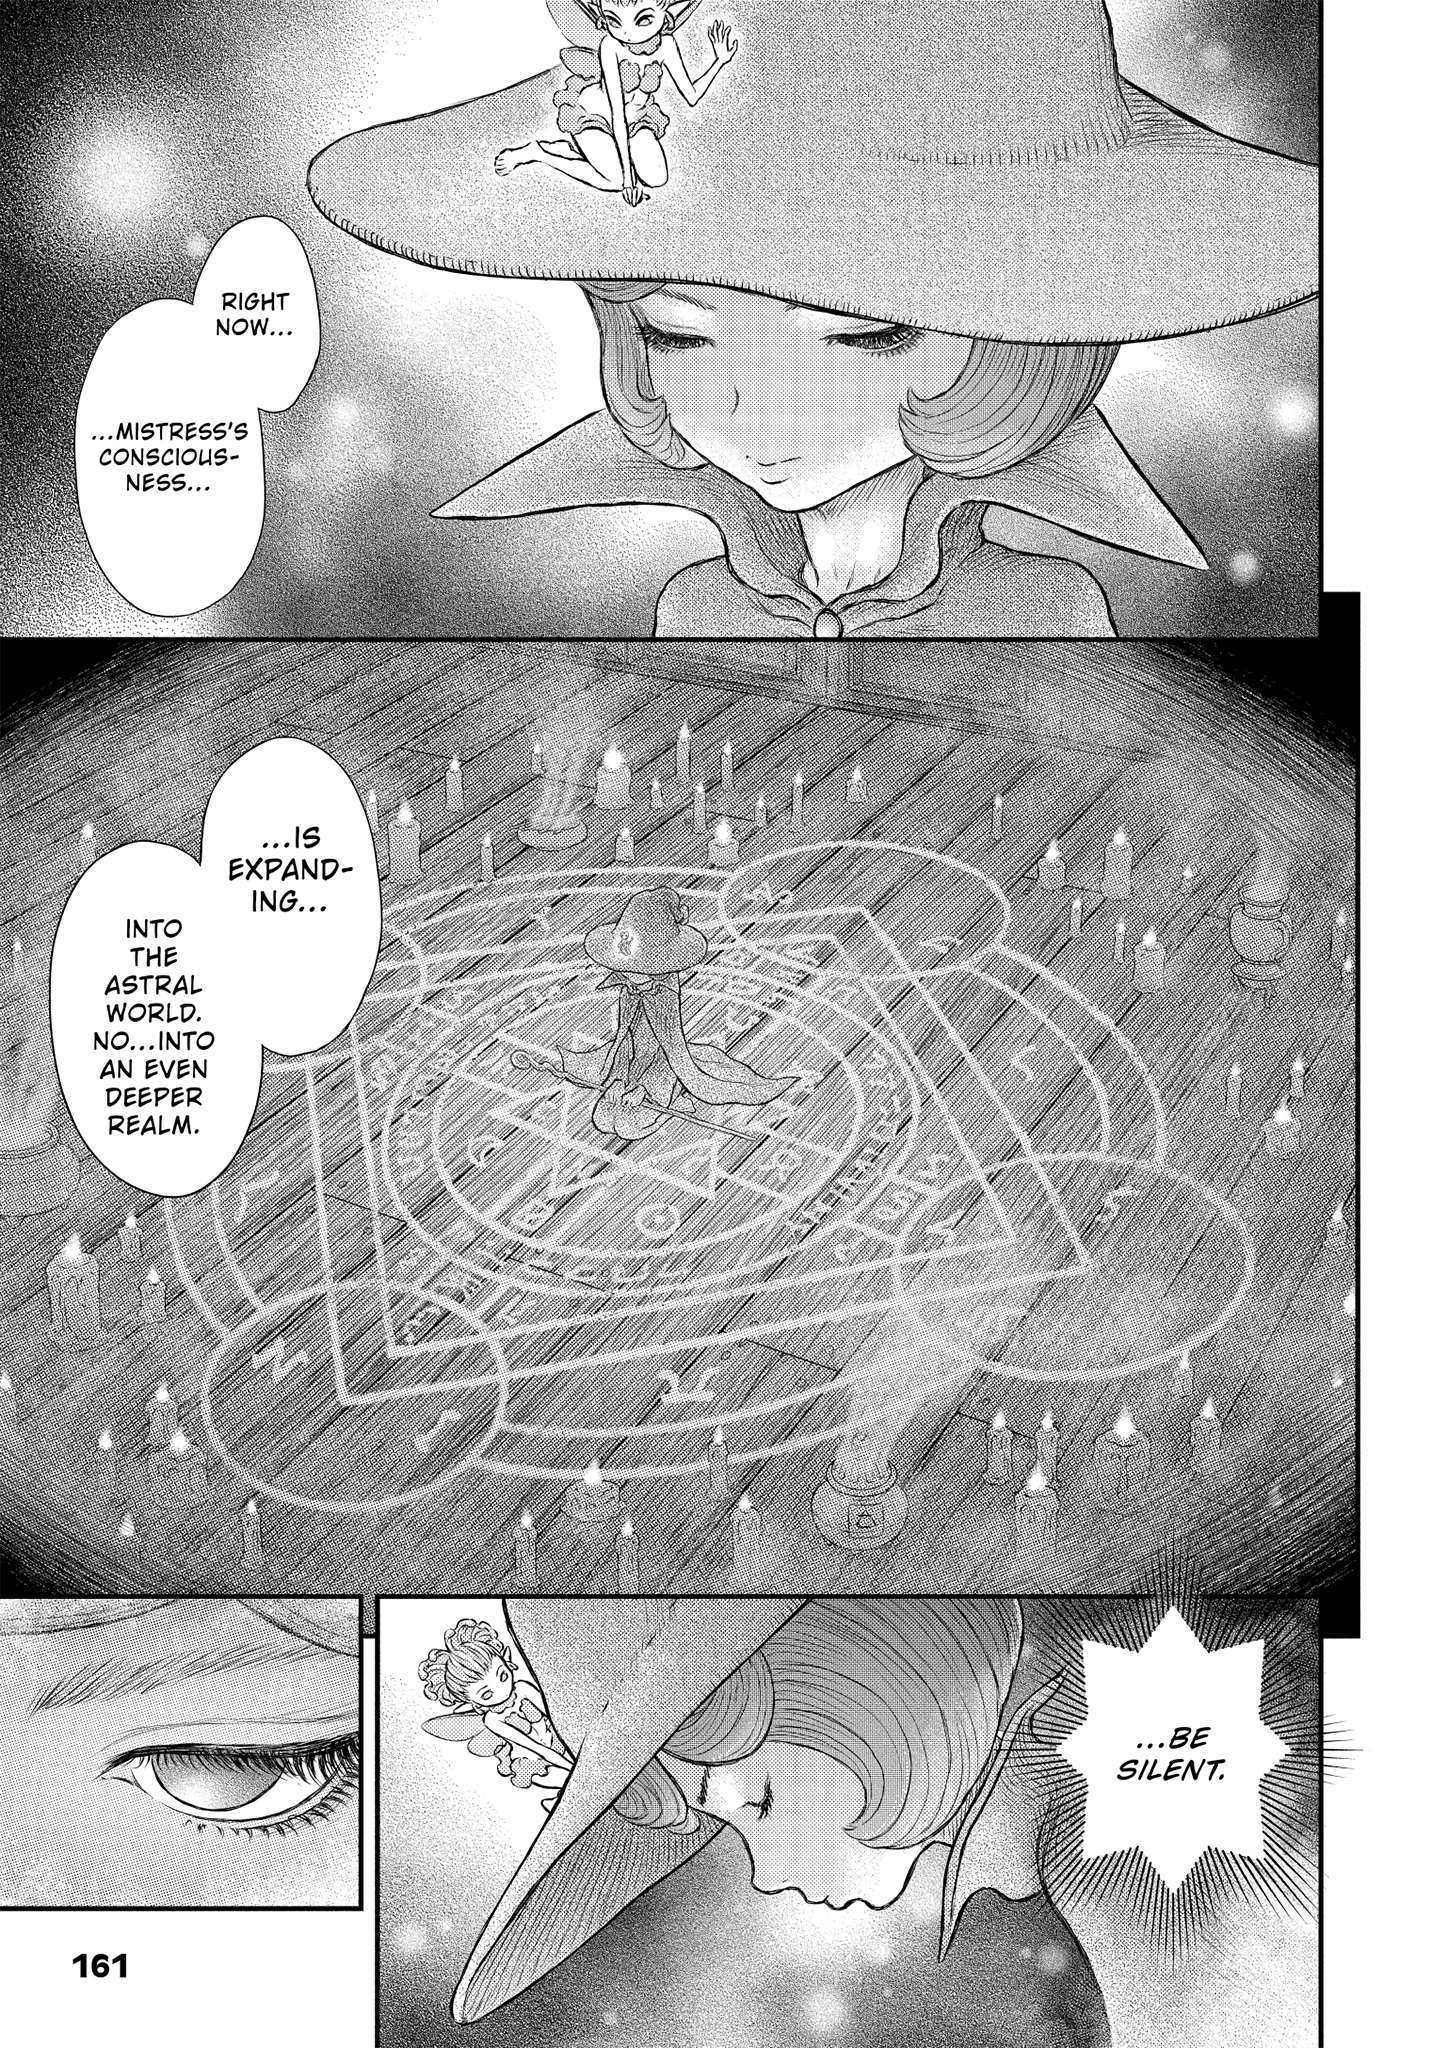 RIGHT
NOW...
...MISTRESS'S
CONSCIOUS-
NESS...
...IS
EXPAND-
ING...
INTO
THE
ASTRAL
WORLD.
NO...INTO
AN EVEN
DEEPER
REALM.
...BE
SILENT.
161